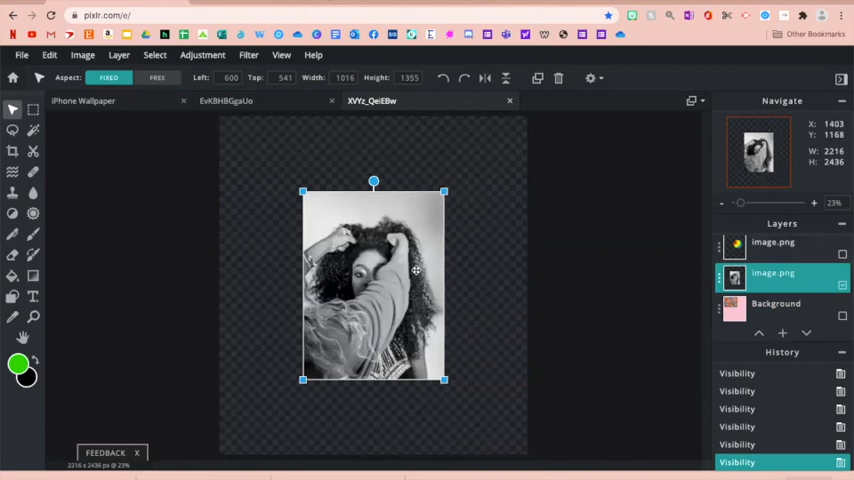 pixlr.com/e/
Other Bookmarks
File Edit Image Layer Select Adjustment Filter View Help
Aspect: FIXED FREE Left: 600 Top: 541 Width: 1016 Height: 1355
iPhone Wallpaper EvKBHBGgaUo XVYz_QeiEBw
Navigate
X: 1403
Y: 1168
W: 2216
H: 2436
23%
Layers
image.png
image.png
Background
History
Visibility
Visibility
Visibility
Visibility
Visibility
Visibility
FEEDBACK X
2216 x 2436 px @ 23%